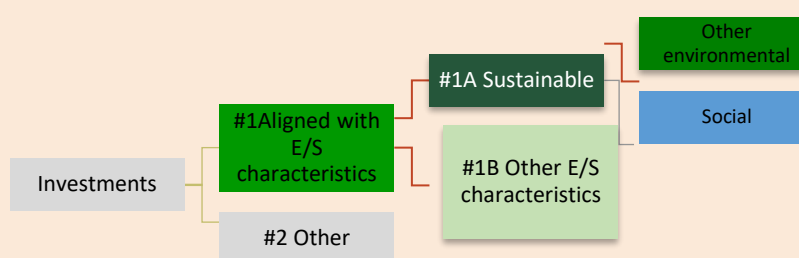 Other
environmental
#1A Sustainable
Social
#1Aligned with
E/S
characteristics
#1B Other E/S
characteristics
Investments
#2 Other